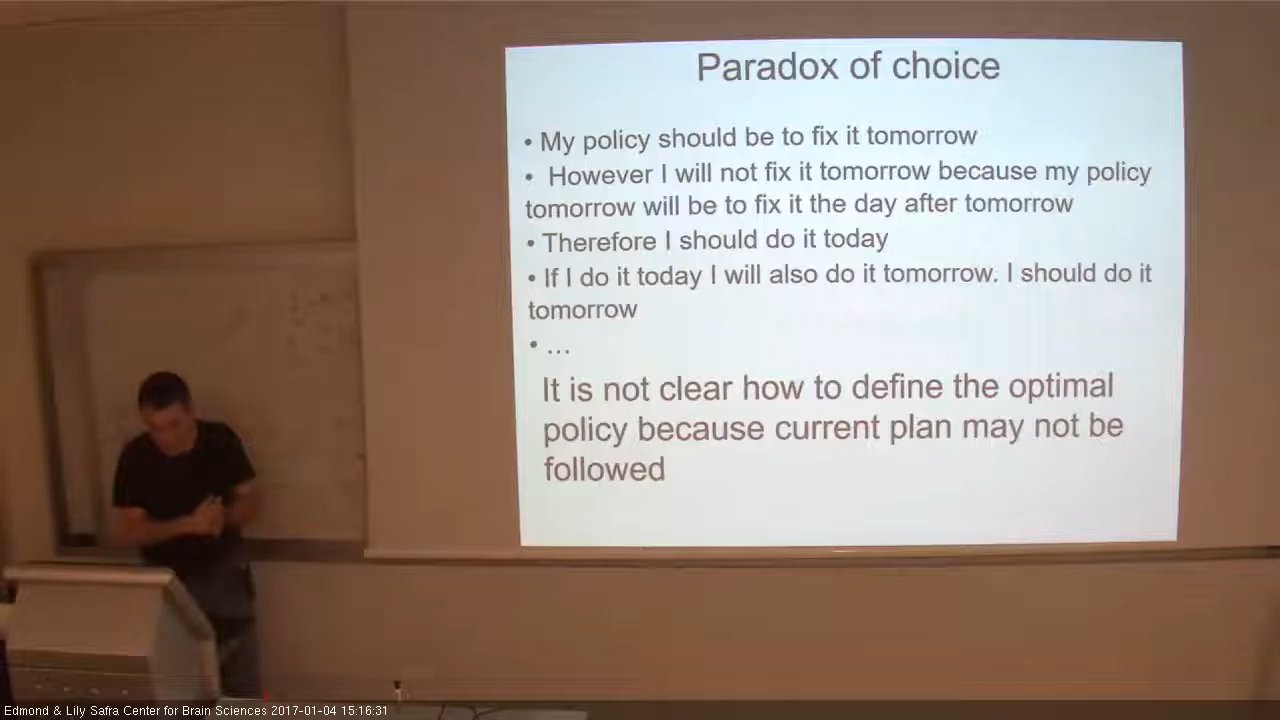 Paradox of choice
• My policy should be to fix it tomorrow
• However I will not fix it tomorrow because my policy
tomorrow will be to fix it the day after tomorrow
• Therefore I should do it today
• If I do it today I will also do it tomorrow. I should do it
tomorrow
• ...
It is not clear how to define the optimal
policy because current plan may not be
followed
Edmond & Lily Safra Center for Brain Sciences 2017-01-04 15:16:31